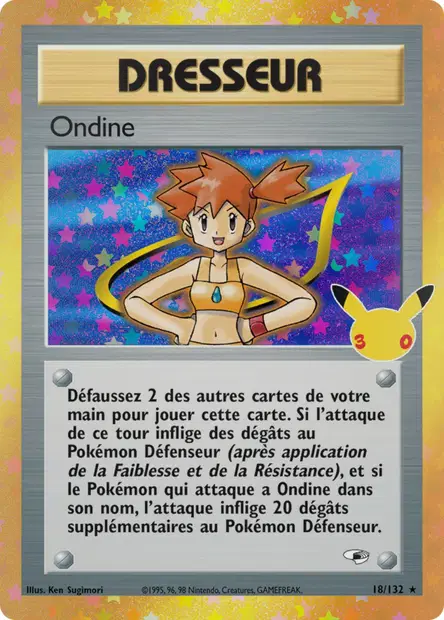 DRESSEUR
Ondine
30
Défaussez 2 des autres cartes de votre
main pour jouer cette carte. Si l'attaque
de ce tour inflige des dégâts au
Pokémon Défenseur (après application
de la Faiblesse et de la Résistance), et si
le Pokémon qui attaque a Ondine dans
son nom, l'attaque inflige 20 dégâts
supplémentaires au Pokémon Défenseur.
Illus. Ken Sugimori ©1995, 96, 98 Nintendo, Creatures, GAMEFREAK. 18/132 ★